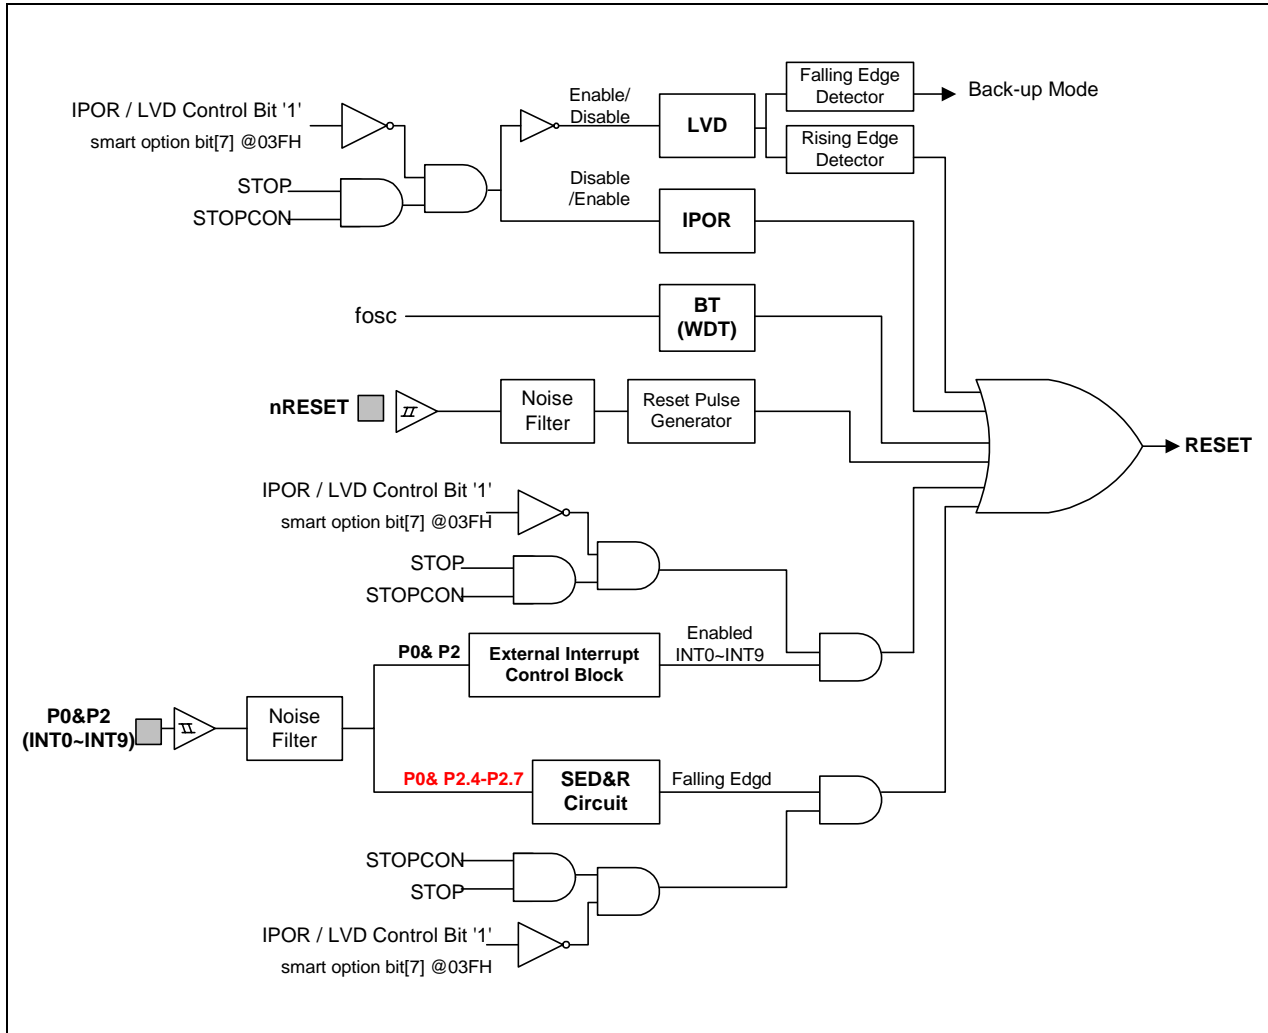 Falling Edge
Detector
Back-up Mode
IPOR / LVD Control Bit '1'
smart option bit[7] @03FH
Enable/
Disable
LVD
Rising Edge
Detector
STOP
STOPCON
Disable
/Enable
IPOR
fosc
BT
(WDT)
nRESET
Noise
Filter
Reset Pulse
Generator
RESET
IPOR / LVD Control Bit '1'
smart option bit[7] @03FH
STOP
STOPCON
P0& P2
External Interrupt
Control Block
Enabled
INT0~INT9
P0&P2
(INT0~INT9)
Noise
Filter
P0& P2.4-P2.7
SED&R
Circuit
Falling Edgd
STOPCON
STOP
IPOR / LVD Control Bit '1'
smart option bit[7] @03FH